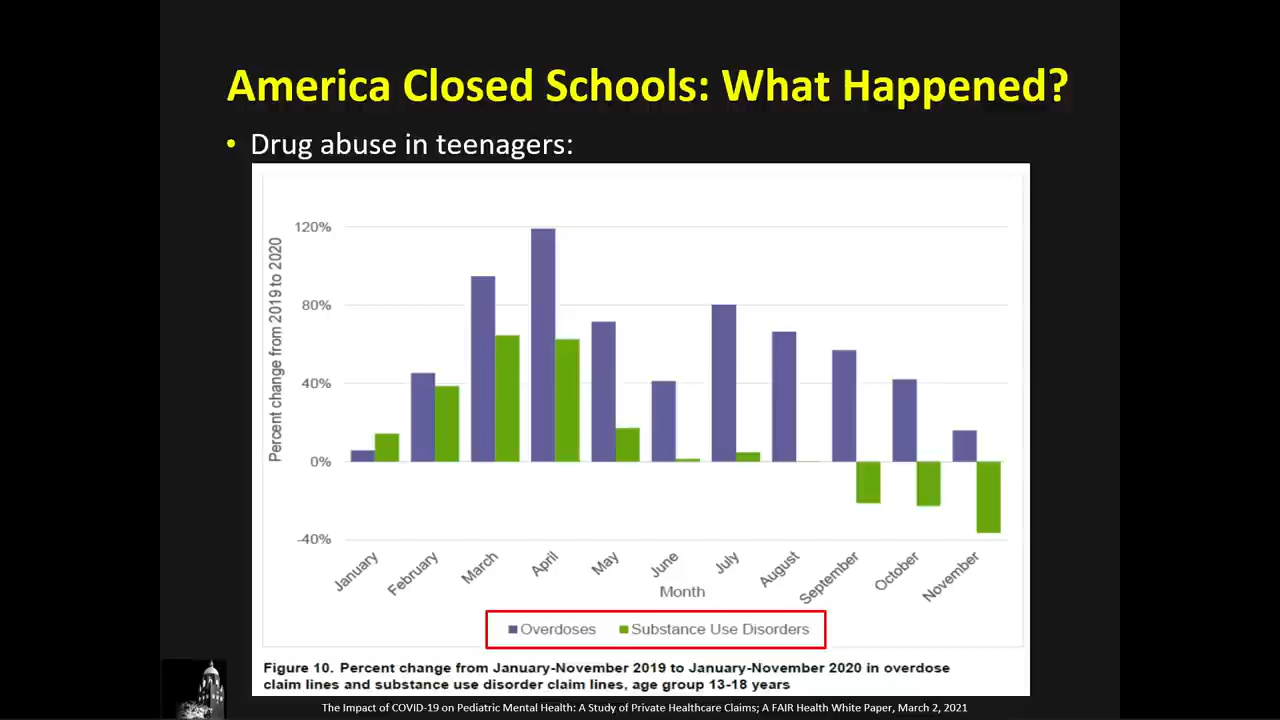 America Closed Schools: What Happened?
• Drug abuse in teenagers:
Percent change from 2019 to 2020
120%
80%
40%
0%
-40%
January
February
March
April
May
June
July
August
September
October
November
Month
Overdoses
Substance Use Disorders
Figure 10. Percent change from January-November 2019 to January-November 2020 in overdose
claim lines and substance use disorder claim lines, age group 13-18 years
The Impact of COVID-19 on Pediatric Mental Health: A Study of Private Healthcare Claims; A FAIR Health White Paper, March 2, 2021